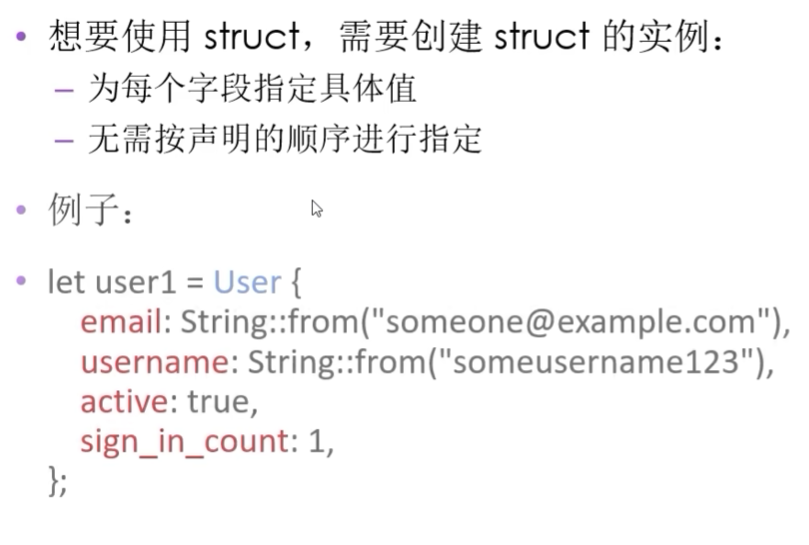 • 想要使用 struct，需要创建 struct 的实例：
– 为每个字段指定具体值
– 无需按声明的顺序进行指定
• 例子：
• let user1 = User {
email: String::from("someone@example.com"),
username: String::from("someusername123"),
active: true,
sign_in_count: 1,
};